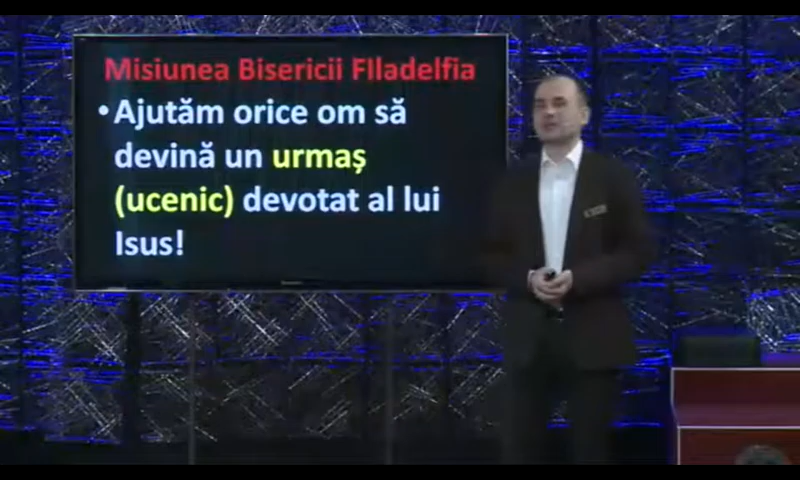 Misiunea Bisericii FIladelfia
• Ajutăm orice om să
devină un urmaș
(ucenic) devotat al lui
Isus!